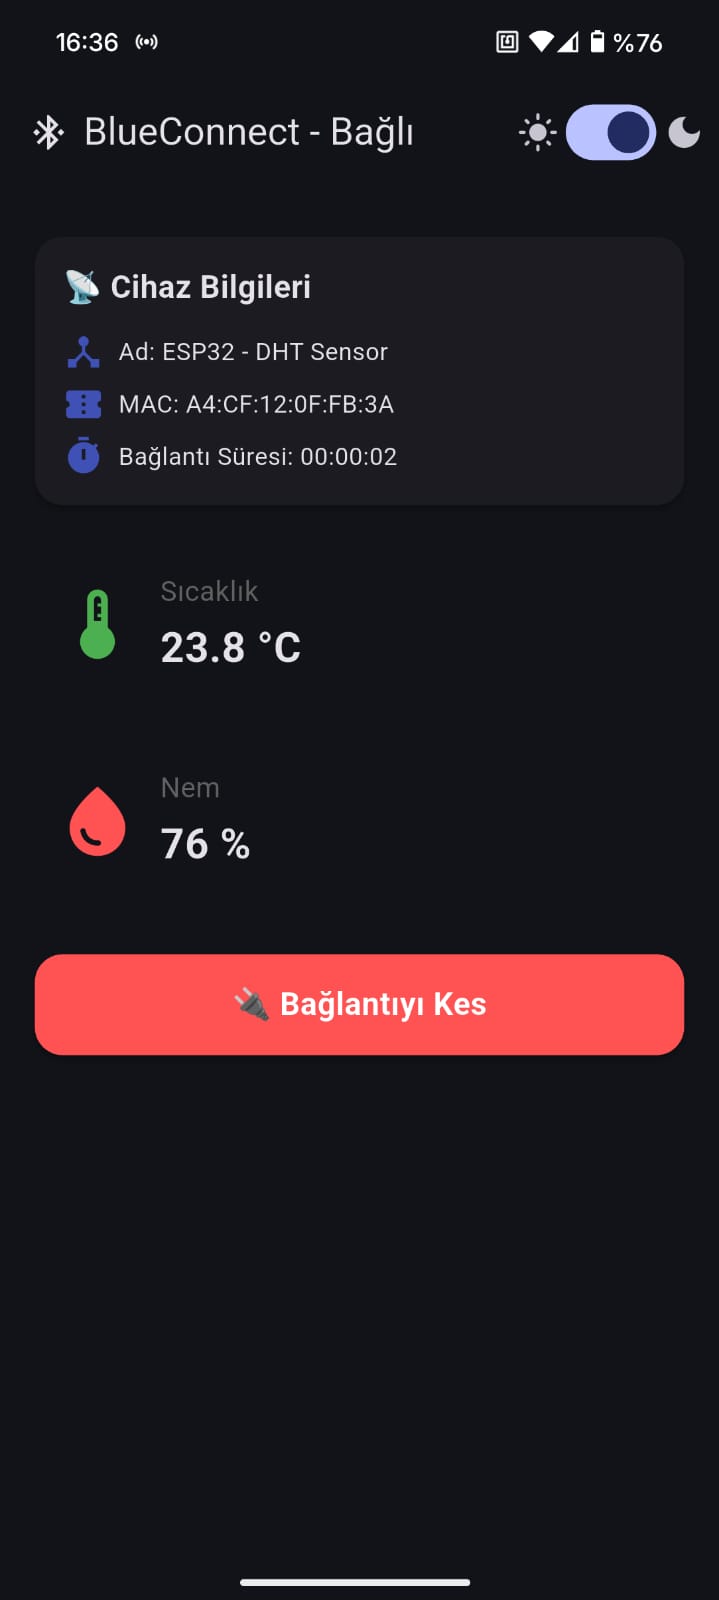 16:36 %76
BlueConnect - Bağlı
📡 Cihaz Bilgileri
Ad: ESP32 - DHT Sensor
MAC: A4:CF:12:0F:FB:3A
Bağlantı Süresi: 00:00:02
Sıcaklık
23.8 °C
Nem
76 %
🔌 Bağlantıyı Kes